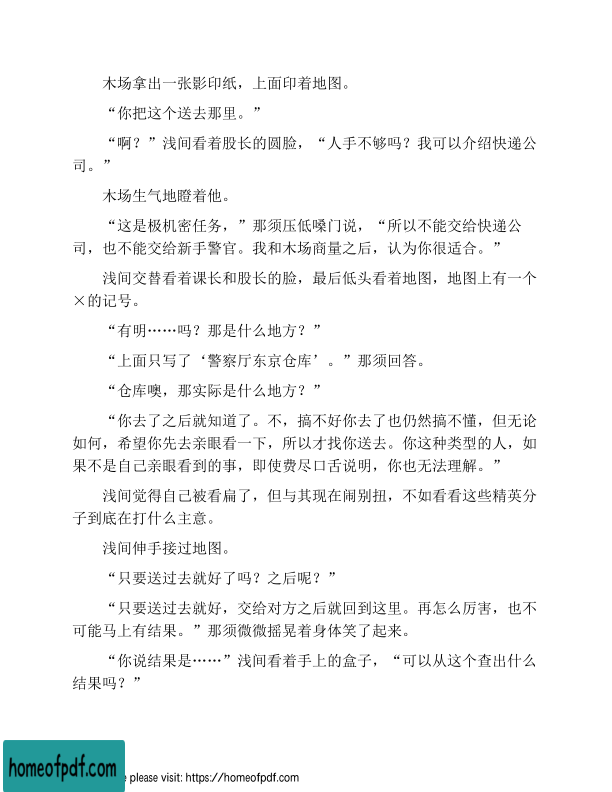 木场拿出一张影印纸，上面印着地图。
“你把这个送去那里。”
“啊？”浅间看着股长的圆脸，“人手不够吗？我可以介绍快递公
司。”
木场生气地瞪着他。
“这是极机密任务，”那须压低嗓门说，“所以不能交给快递公
司，也不能交给新手警官。我和木场商量之后，认为你很适合。”
浅间交替看着课长和股长的脸，最后低头看着地图，地图上有一个
×的记号。
“有明……吗？那是什么地方？”
“上面只写了‘警察厅东京仓库’。”那须回答。
“仓库噢，那实际是什么地方？”
“你去了之后就知道了。不，搞不好你去了也仍然搞不懂，但无论
如何，希望你先去亲眼看一下，所以才找你送去。你这种类型的人，如
果不是自己亲眼看到的事，即使费尽口舌说明，你也无法理解。”
浅间觉得自己被看扁了，但与其现在闹别扭，不如看看这些精英分
子到底在打什么主意。
浅间伸手接过地图。
“只要送过去就好了吗？之后呢？”
“只要送过去就好，交给对方之后就回到这里。再怎么厉害，也不
可能马上有结果。”那须微微摇晃着身体笑了起来。
“你说结果是……”浅间看着手上的盒子，“可以从这个查出什么
结果吗？”
homeofpdf.com
e please visit: https://homeofpdf.com